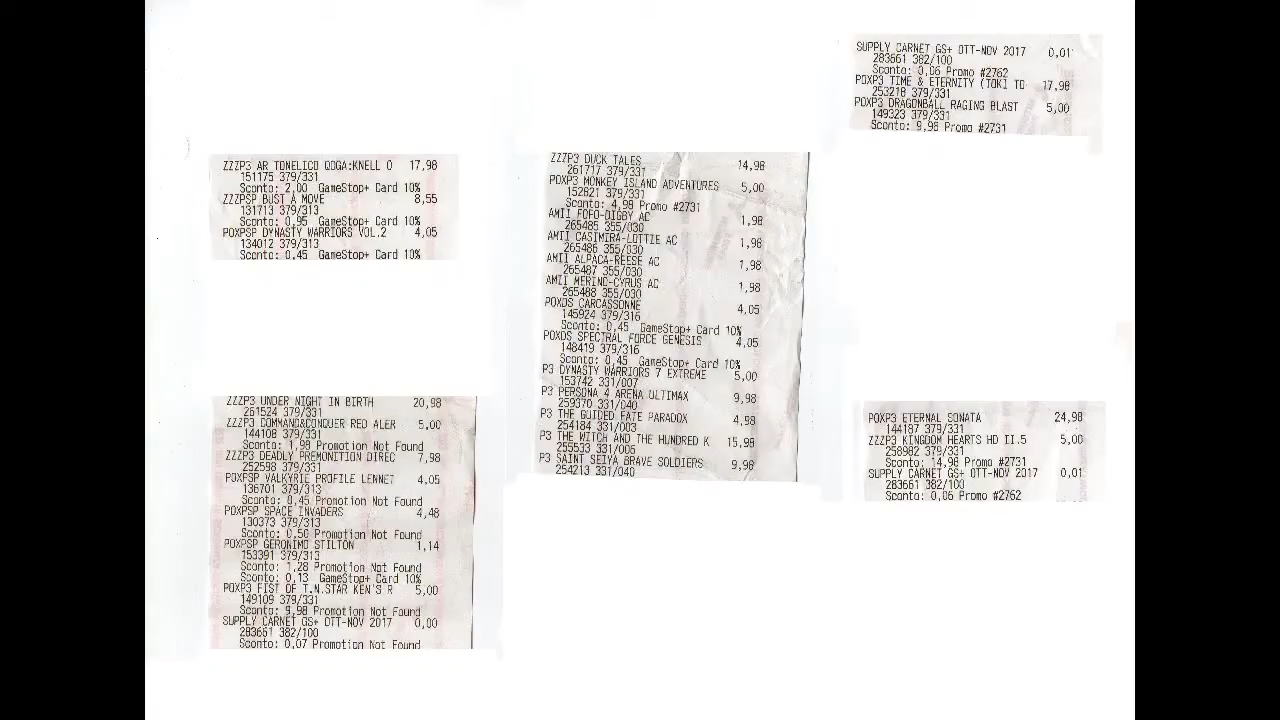 SUPPLY CARNET GS+ OTT-NOV 2017 0,01
283661 382/100
Sconto: 0,06 Promo #2762
POXP3 TIME & ETERNITY (TOKI TO 17,98
253218 379/331
POXP3 DRAGONBALL RAGING BLAST 5,00
149323 379/331
Sconto: 9,98 Promo #2731
ZZZP3 AR TONELICO QOGA:KNELL O 17,98
151175 379/331
Sconto: 2,00 GameStop+ Card 10%
ZZZPSP BUST A MOVE 8,55
131713 379/313
Sconto: 0,95 GameStop+ Card 10%
POXPSP DYNASTY WARRIORS VOL.2 4,05
134012 379/313
Sconto: 0,45 GameStop+ Card 10%
ZZZP3 DUCK TALES 14,98
261717 379/331
POXP3 MONKEY ISLAND ADVENTURES 5,00
152821 379/331
Sconto: 4,98 Promo #2731
AMII FOFO-DIGBY AC 1,98
265485 355/030
AMII CASIMIRA-LOTTIE AC 1,98
265486 355/030
AMII ALPACA-REESE AC 1,98
265487 355/030
AMII MERINO-CYRUS AC 1,98
265488 355/030
POXDS CARCASSONNE 4,05
145924 379/316
Sconto: 0,45 GameStop+ Card 10%
POXDS SPECTRAL FORCE GENESIS 4,05
148419 379/316
Sconto: 0,45 GameStop+ Card 10%
P3 DYNASTY WARRIORS 7 EXTREME 5,00
153742 331/007
P3 PERSONA 4 ARENA ULTIMAX 9,98
259370 331/040
P3 THE GUIDED FATE PARADOX 4,98
254184 331/003
P3 THE WITCH AND THE HUNDRED K 15,98
255533 331/006
P3 SAINT SEIYA BRAVE SOLDIERS 9,98
254213 331/040
ZZZP3 UNDER NIGHT IN BIRTH 20,98
261524 379/331
ZZZP3 COMMAND&CONQUER RED ALER 5,00
144108 379/331
Sconto: 1,98 Promotion Not Found
ZZZP3 DEADLY PREMONITION DIREC 7,98
252598 379/331
POXPSP VALKYRIE PROFILE LENNET 4,05
136701 379/313
Sconto: 0,45 Promotion Not Found
POXPSP SPACE INVADERS 4,48
130373 379/313
Sconto: 0,50 Promotion Not Found
POXPSP GERONIMO STILTON 1,14
153391 379/313
Sconto: 1,28 Promotion Not Found
Sconto: 0,13 GameStop+ Card 10%
POXP3 FIST OF T.N.STAR KEN'S R 5,00
149109 379/331
Sconto: 9,98 Promotion Not Found
SUPPLY CARNET GS+ OTT-NOV 2017 0,00
283661 382/100
Sconto: 0,07 Promotion Not Found
POXP3 ETERNAL SONATA 24,98
144187 379/331
ZZZP3 KINGDOM HEARTS HD II.5 5,00
258982 379/331
Sconto: 14,98 Promo #2731
SUPPLY CARNET GS+ OTT-NOV 2017 0,01
283661 382/100
Sconto: 0,06 Promo #2762